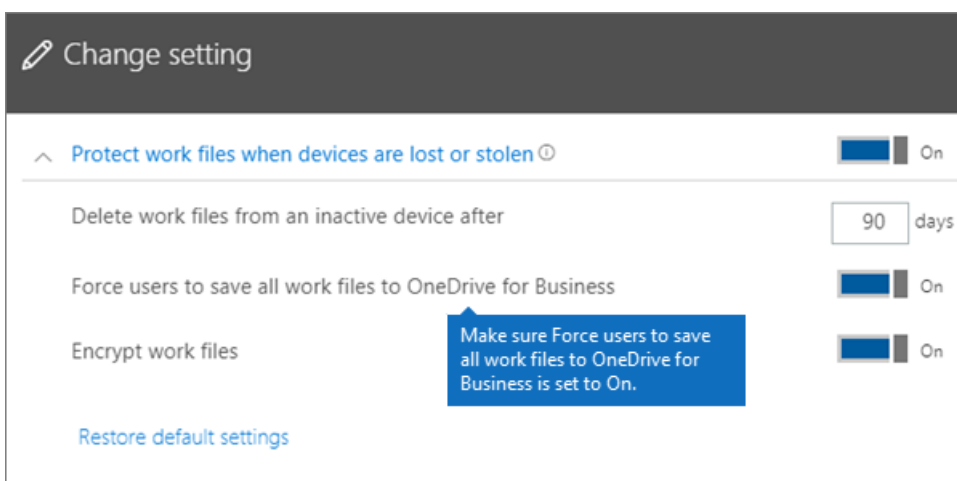 Change setting
Protect work files when devices are lost or stolen
On
Delete work files from an inactive device after
90 days
Force users to save all work files to OneDrive for Business
On
Make sure Force users to save
all work files to OneDrive for
Business is set to On.
Encrypt work files
On
Restore default settings